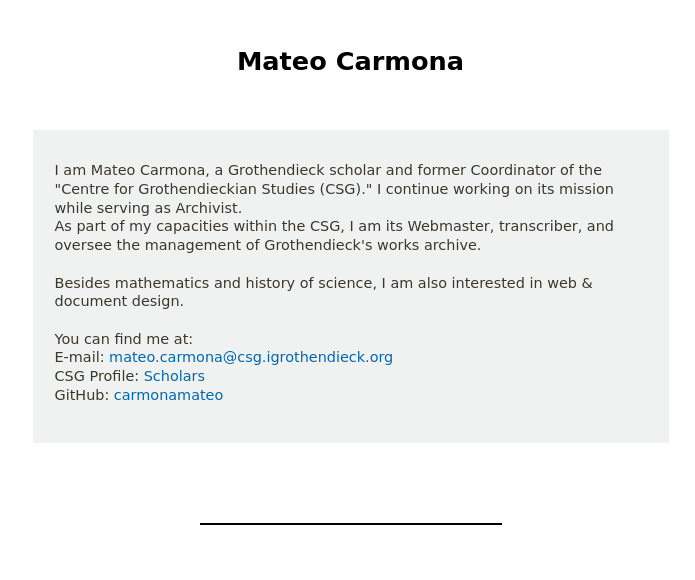 Mateo Carmona
I am Mateo Carmona, a Grothendieck scholar and former Coordinator of the
"Centre for Grothendieckian Studies (CSG)." I continue working on its mission
while serving as Archivist.
As part of my capacities within the CSG, I am its Webmaster, transcriber, and
oversee the management of Grothendieck's works archive.
Besides mathematics and history of science, I am also interested in web &
document design.
You can find me at:
E-mail: mateo.carmona@csg.igrothendieck.org
CSG Profile: Scholars
GitHub: carmonamateo